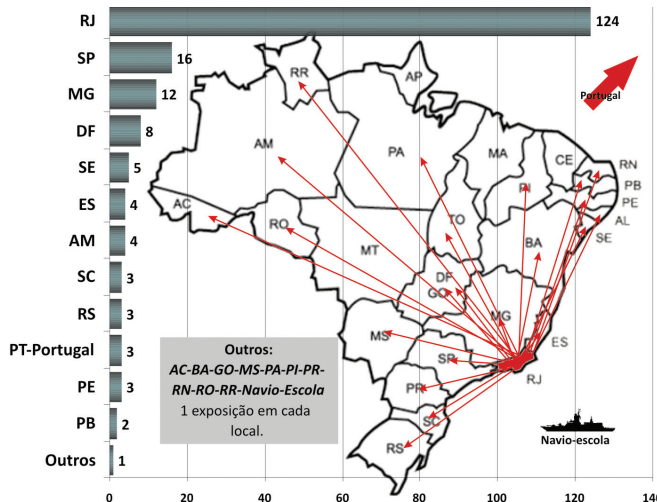 RJ
124
SP
16
MG
12
DF
8
SE
5
ES
4
AM
4
SC
3
RS
3
PT-Portugal
3
PE
3
PB
2
Outros
1
0
20
40
60
80
100
120
140
Outros:
AC-BA-GO-MS-PA-PI-PR-
RN-RO-RR-Navio-Escola
1 exposição em cada
local.
Portugal
RR
AP
AM
PA
MA
CE
RN
PB
PE
AL
SE
PI
AC
RO
TO
BA
MT
DF
GO
MG
ES
MS
SP
RJ
PR
SC
RS
Navio-escola